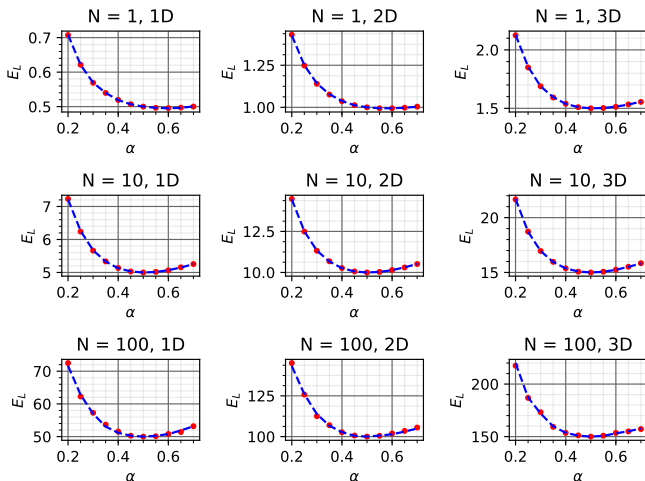 N = 1, 1D
N = 1, 2D
N = 1, 3D
0.7
0.6
0.5
E_L
0.2 0.4 0.6
α
1.25
1.00
E_L
0.2 0.4 0.6
α
2.0
1.5
E_L
0.2 0.4 0.6
α
N = 10, 1D
N = 10, 2D
N = 10, 3D
7
6
5
E_L
0.2 0.4 0.6
α
12.5
10.0
E_L
0.2 0.4 0.6
α
20
15
E_L
0.2 0.4 0.6
α
N = 100, 1D
N = 100, 2D
N = 100, 3D
70
60
50
E_L
0.2 0.4 0.6
α
125
100
E_L
0.2 0.4 0.6
α
200
150
E_L
0.2 0.4 0.6
α